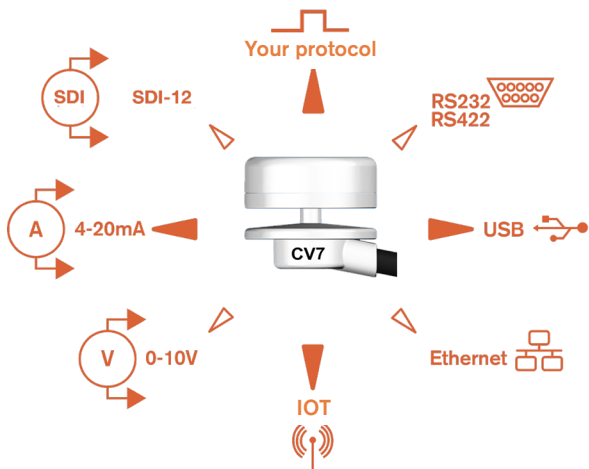 Your protocol
SDI
SDI-12
RS232
RS422
A
4-20mA
CV7
USB
V
0-10V
Ethernet
IOT